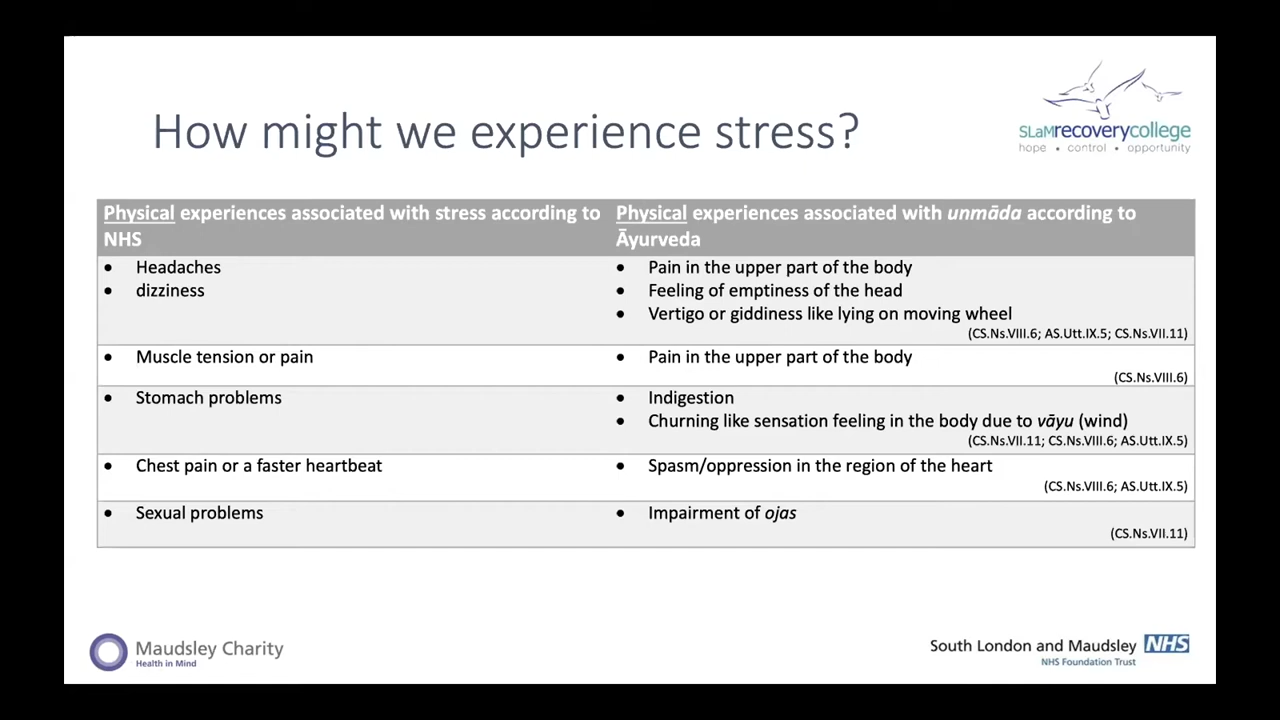 How might we experience stress?
SLaMrecoverycollege
hope • control • opportunity
Physical experiences associated with stress according to
NHS
Physical experiences associated with unmāda according to
Āyurveda
• Headaches
• dizziness
• Pain in the upper part of the body
• Feeling of emptiness of the head
• Vertigo or giddiness like lying on moving wheel
(CS.Ns.VIII.6; AS.Utt.IX.5; CS.Ns.VII.11)
• Muscle tension or pain
• Pain in the upper part of the body
(CS.Ns.VIII.6)
• Stomach problems
• Indigestion
• Churning like sensation feeling in the body due to vāyu (wind)
(CS.Ns.VII.11; CS.Ns.VIII.6; AS.Utt.IX.5)
• Chest pain or a faster heartbeat
• Spasm/oppression in the region of the heart
(CS.Ns.VIII.6; AS.Utt.IX.5)
• Sexual problems
• Impairment of ojas
(CS.Ns.VII.11)
Maudsley Charity
Health in Mind
South London and Maudsley NHS
NHS Foundation Trust